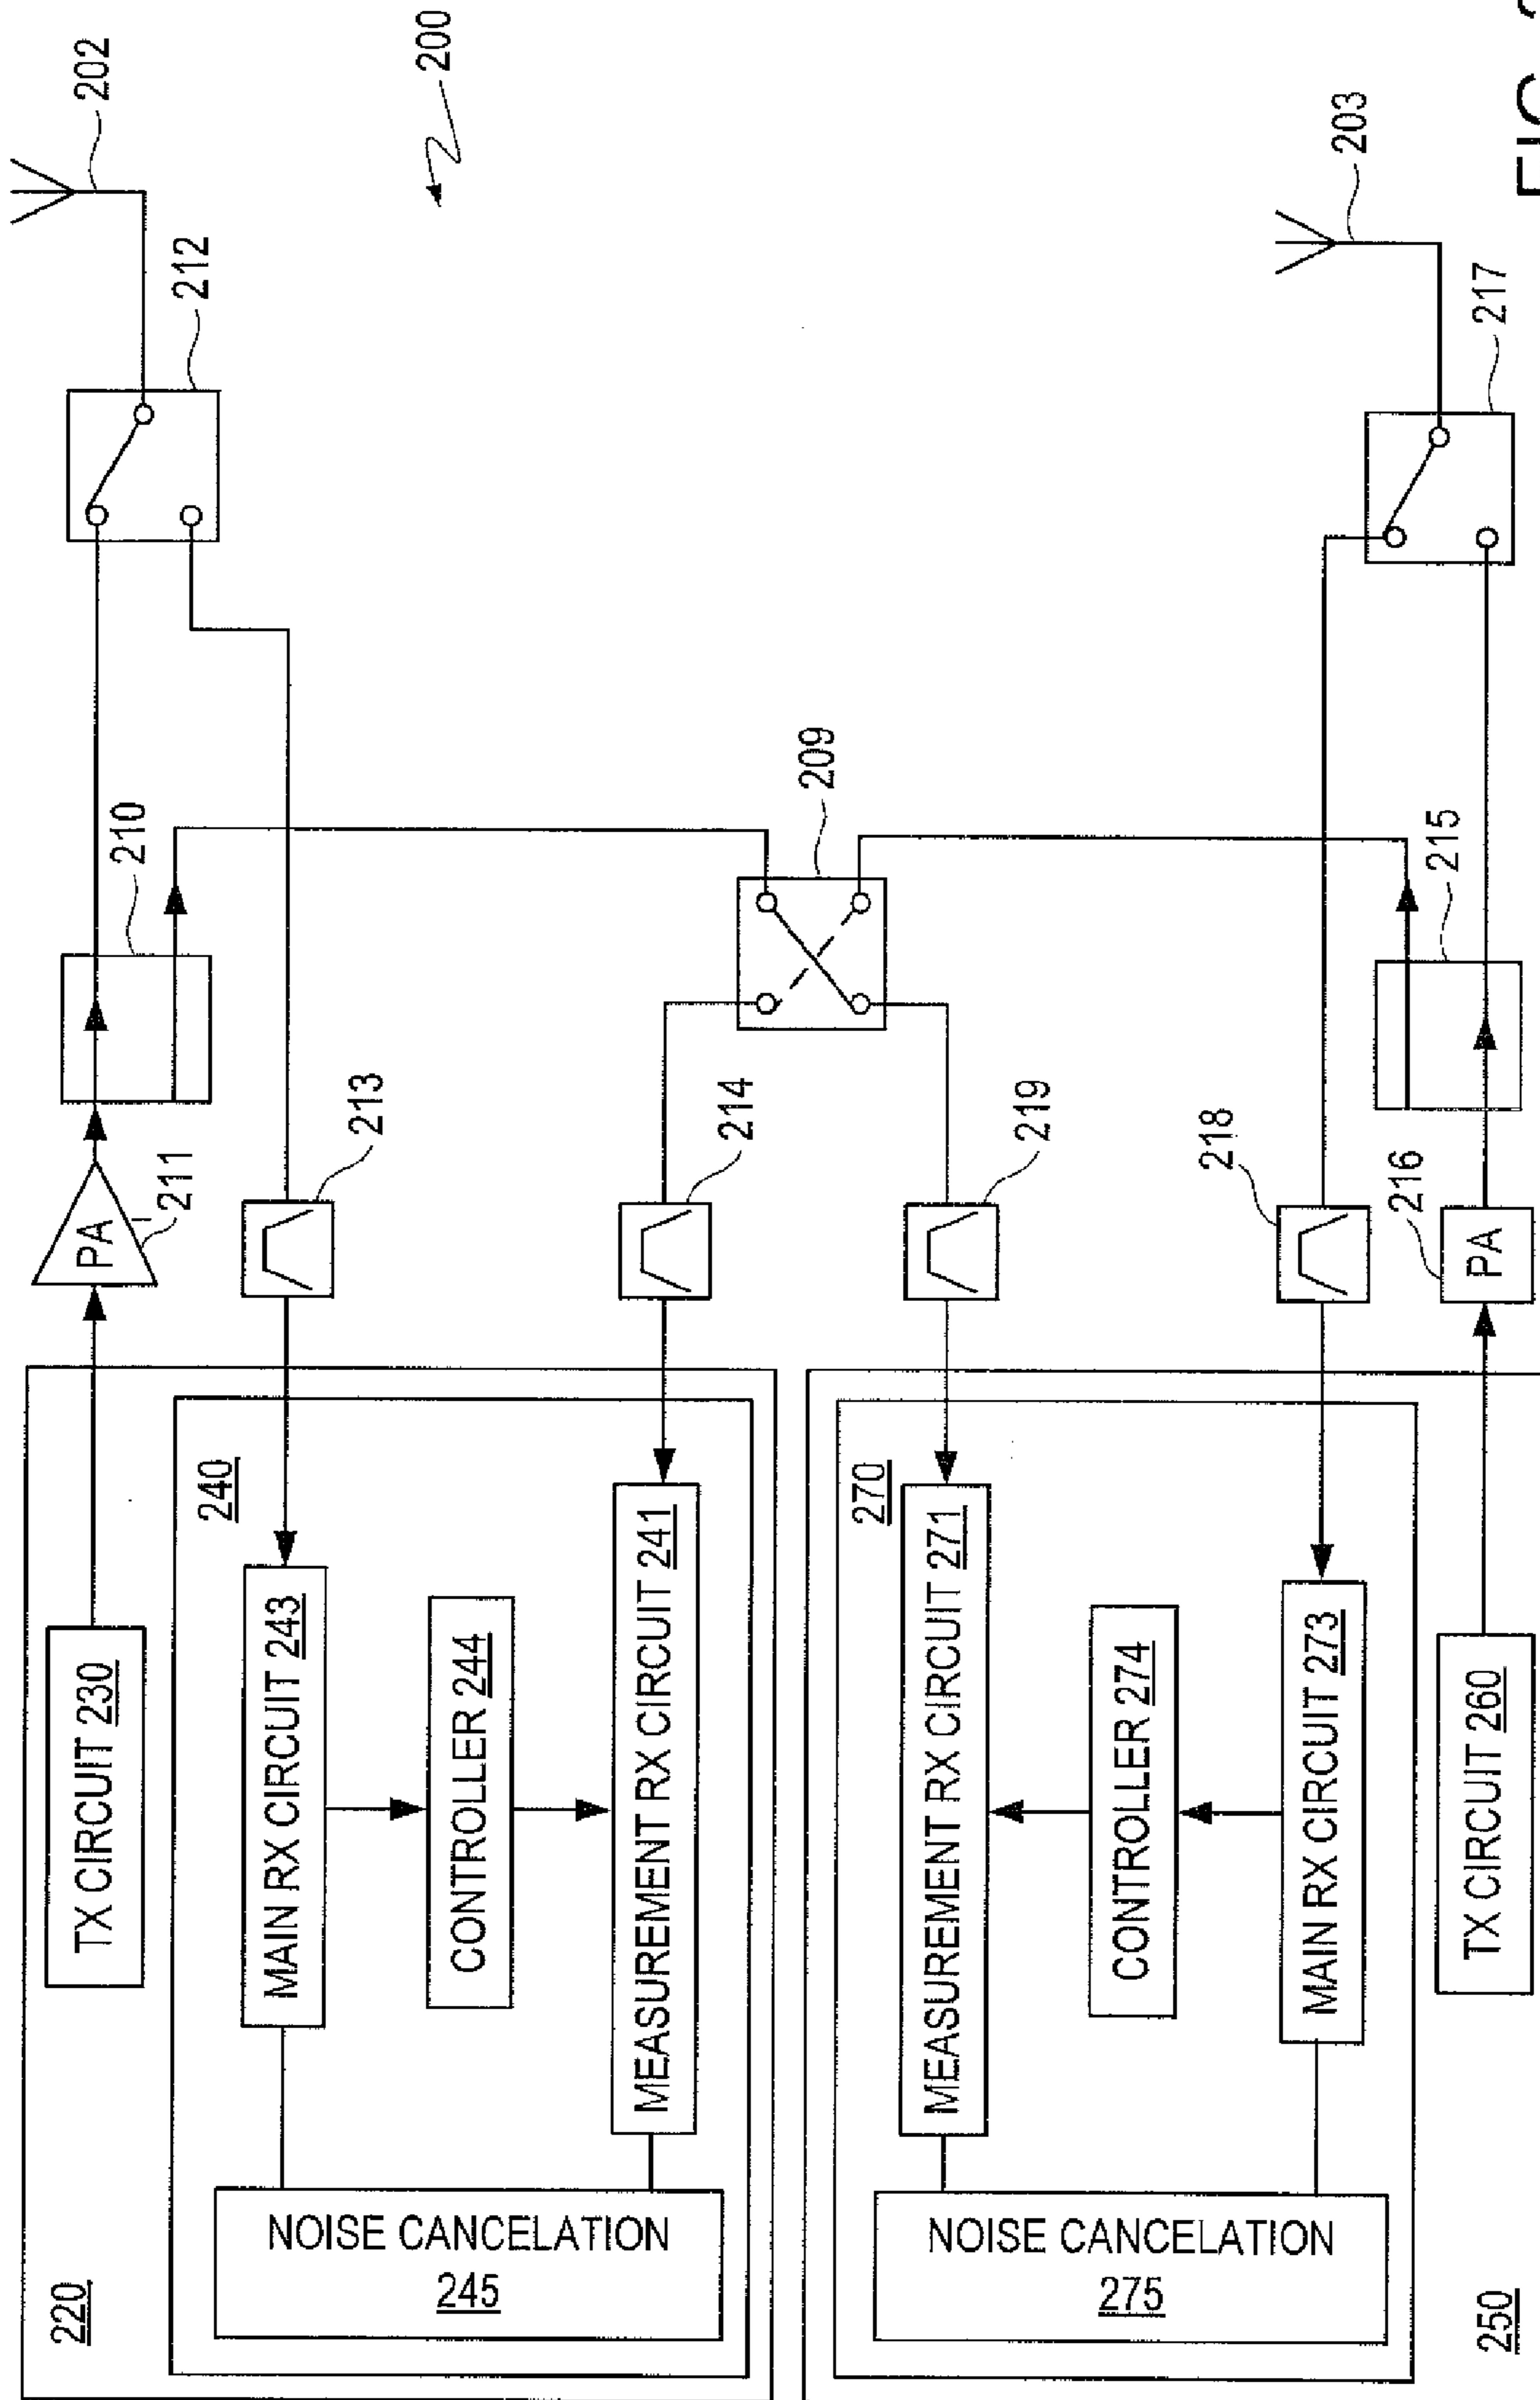 220
TX CIRCUIT 230
PA
211
210
212
202
200
240
MAIN RX CIRCUIT 243
213
CONTROLLER 244
MEASUREMENT RX CIRCUIT 241
214
209
NOISE CANCELATION
245
250
270
MEASUREMENT RX CIRCUIT 271
219
CONTROLLER 274
MAIN RX CIRCUIT 273
218
NOISE CANCELATION
275
TX CIRCUIT 260
PA
216
215
217
203
FIG.